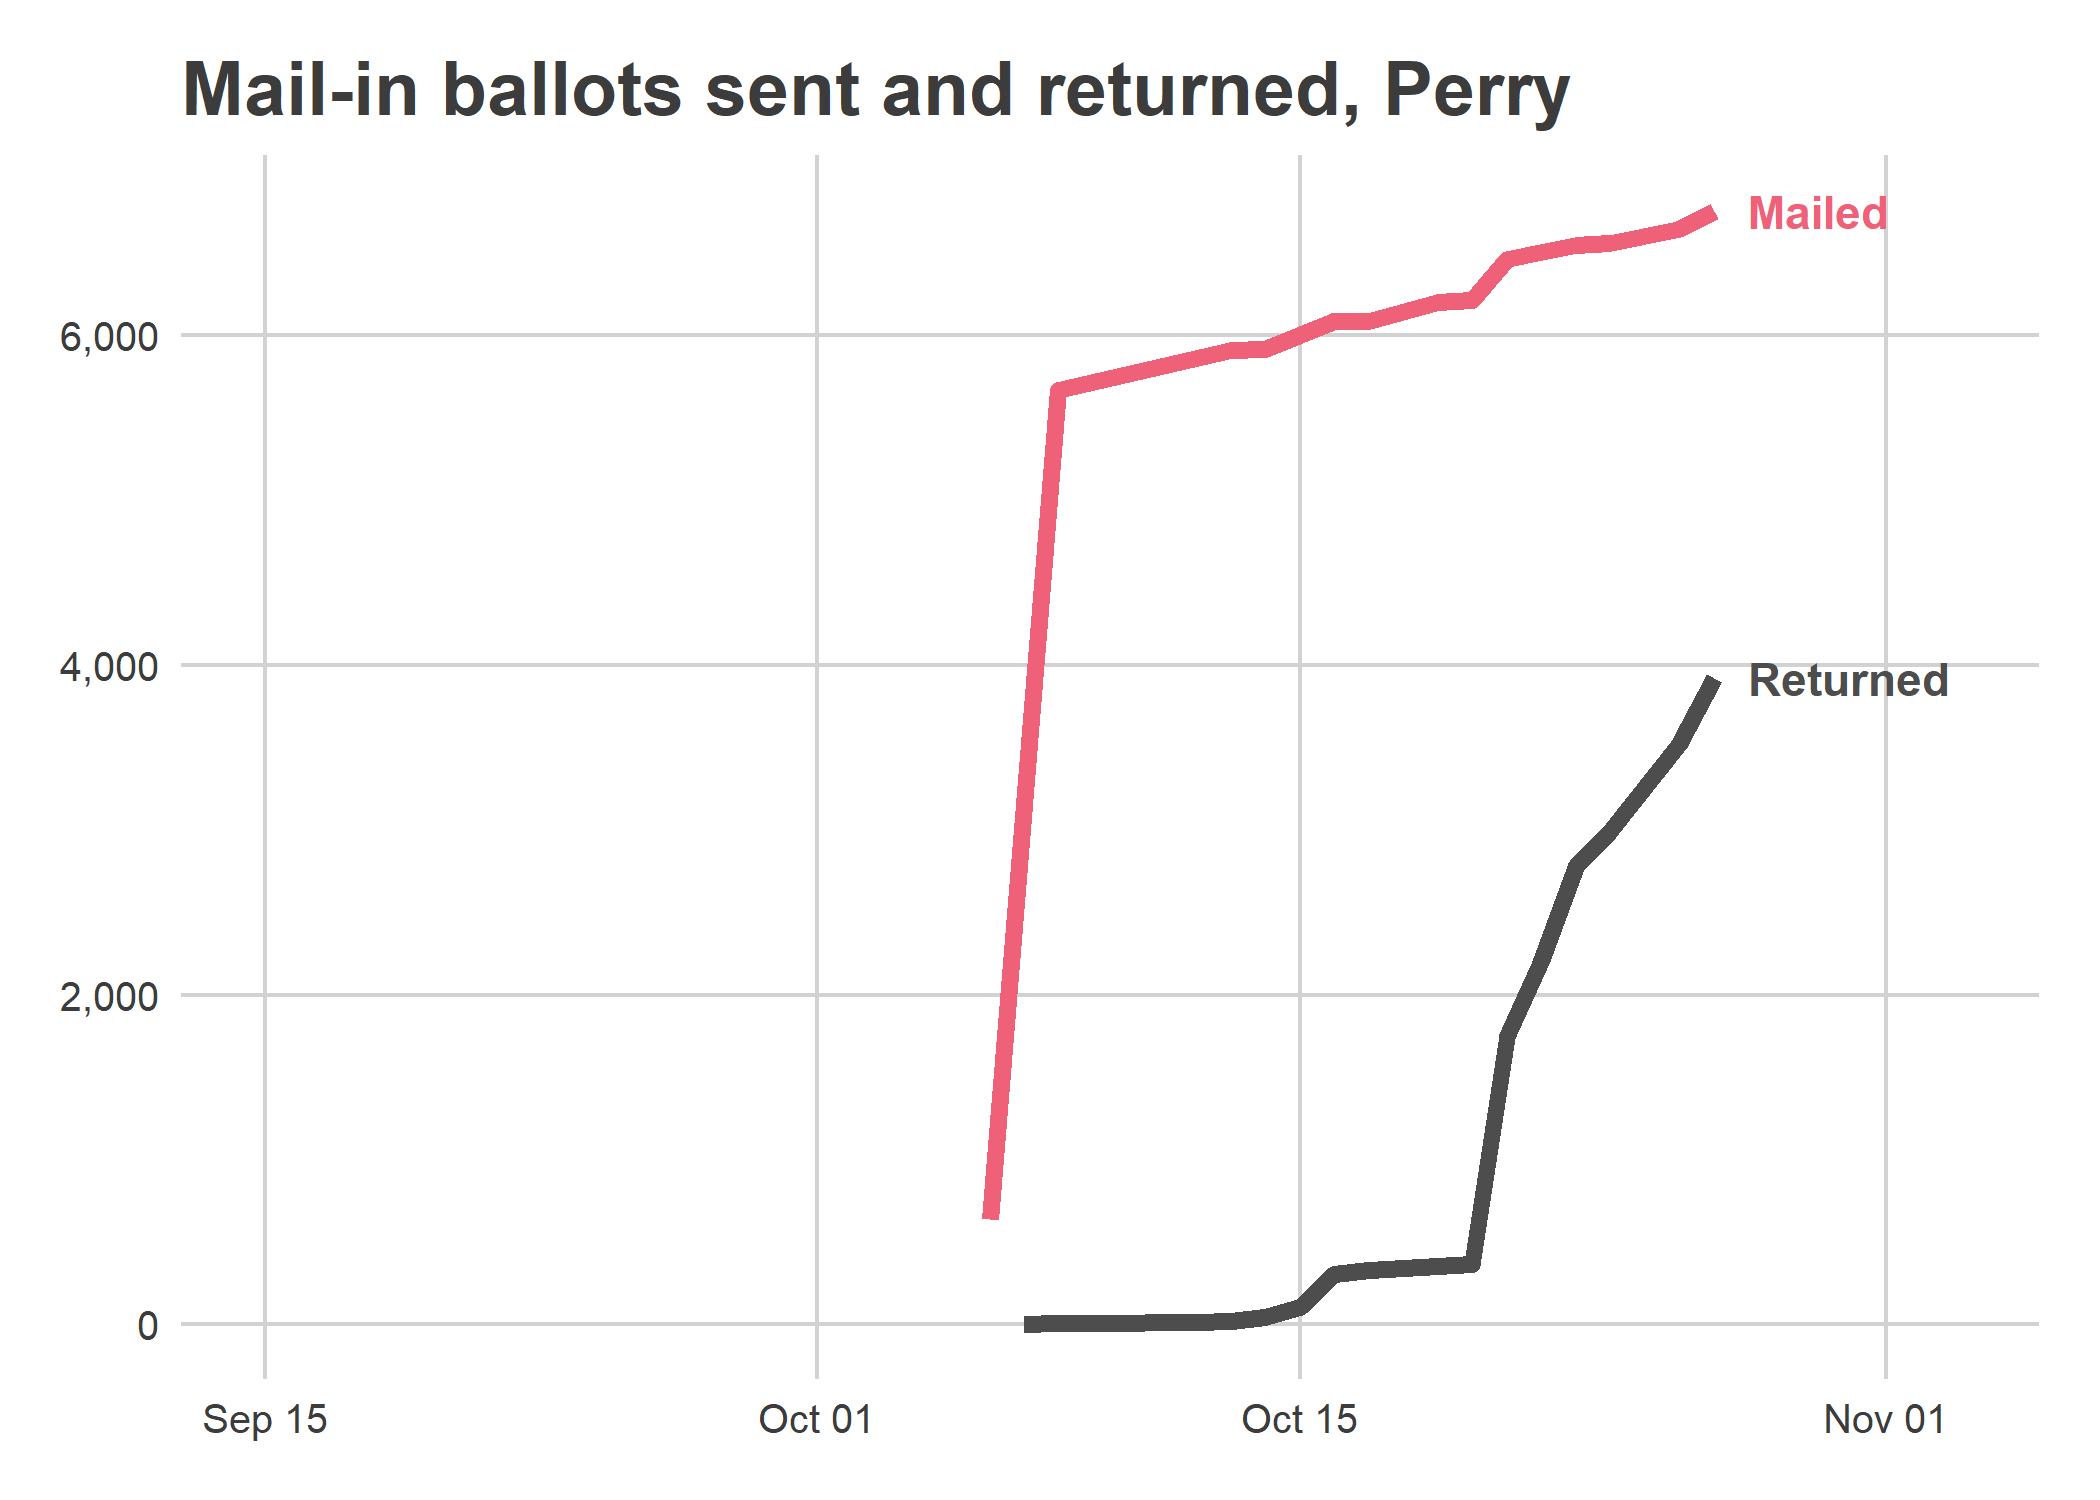 Mail-in ballots sent and returned, Perry
Mailed
6,000
4,000
Returned
2,000
0
Sep 15
Oct 01
Oct 15
Nov 01